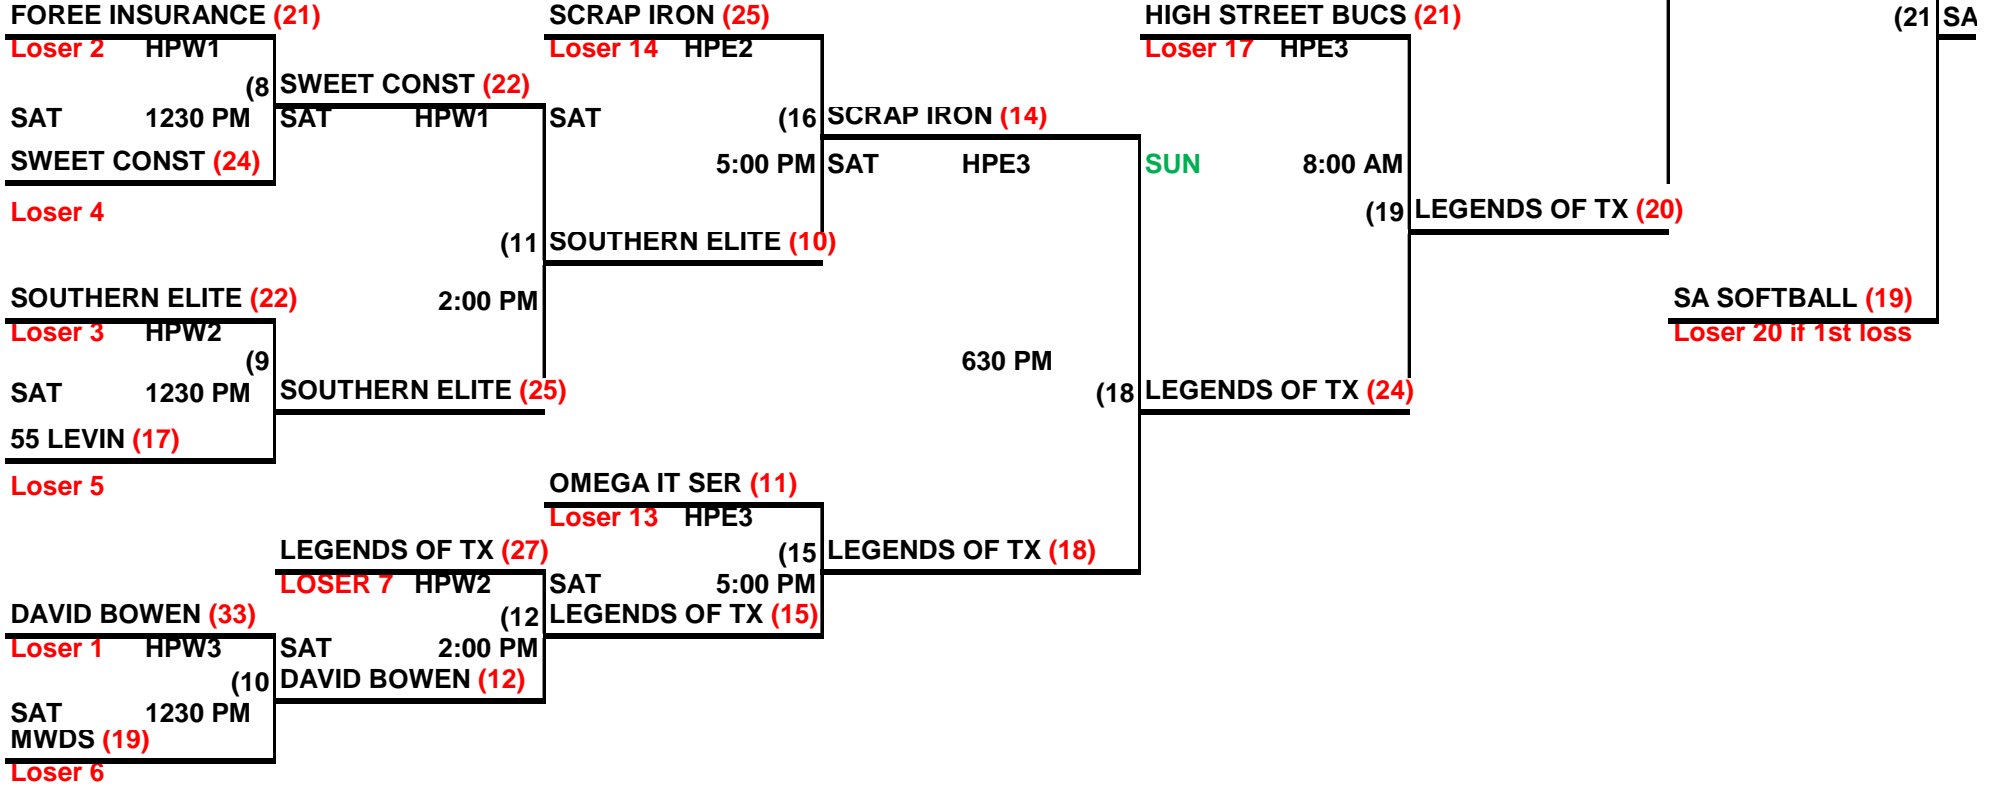 FOREE INSURANCE (21)
SCRAP IRON (25)
HIGH STREET BUCS (21)
(21 SA
Loser 2 HPW1
Loser 14 HPE2
Loser 17 HPE3
(8 SWEET CONST (22)
SAT 1230 PM
SAT HPW1
SAT
(16 SCRAP IRON (14)
SWEET CONST (24)
5:00 PM
SAT HPE3
SUN 8:00 AM
Loser 4
(19 LEGENDS OF TX (20)
(11 SOUTHERN ELITE (10)
SOUTHERN ELITE (22)
2:00 PM
SA SOFTBALL (19)
Loser 3 HPW2
Loser 20 if 1st loss
(9
630 PM
SAT 1230 PM
SOUTHERN ELITE (25)
(18 LEGENDS OF TX (24)
55 LEVIN (17)
Loser 5
OMEGA IT SER (11)
Loser 13 HPE3
LEGENDS OF TX (27)
(15 LEGENDS OF TX (18)
LOSER 7 HPW2
SAT 5:00 PM
DAVID BOWEN (33)
(12 LEGENDS OF TX (15)
Loser 1 HPW3
SAT 2:00 PM
(10 DAVID BOWEN (12)
SAT 1230 PM
MWDS (19)
Loser 6